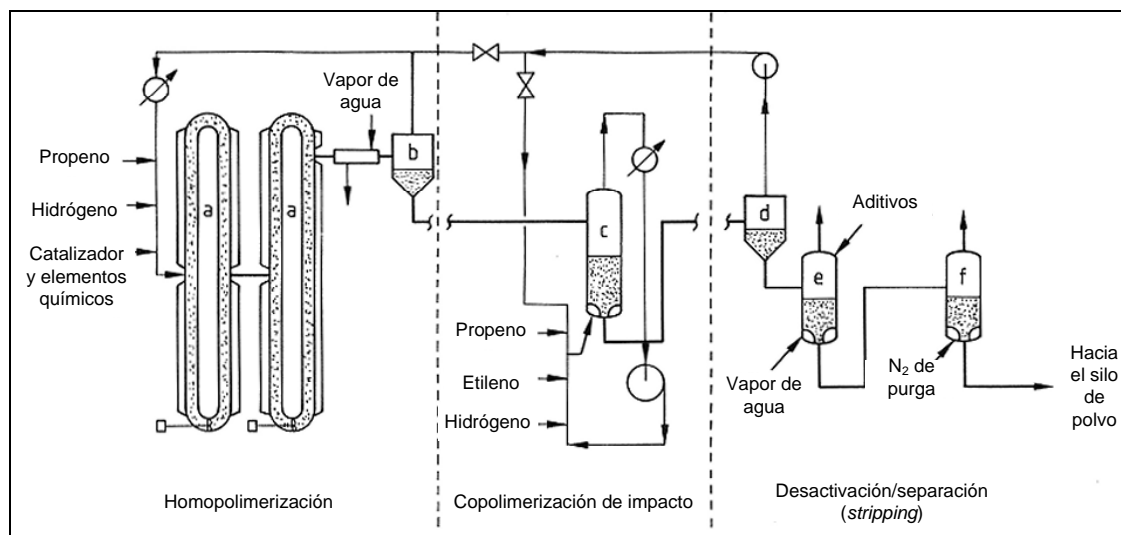 Vapor de
agua
Propeno
Hidrógeno
Catalizador
y elementos
químicos
a
a
b
Homopolimerización
c
Propeno
Etileno
Hidrógeno
Copolimerización de impacto
d
Aditivos
e
f
Vapor de
agua
N2 de
purga
Hacia
el silo
de
polvo
Desactivación/separación
(stripping)